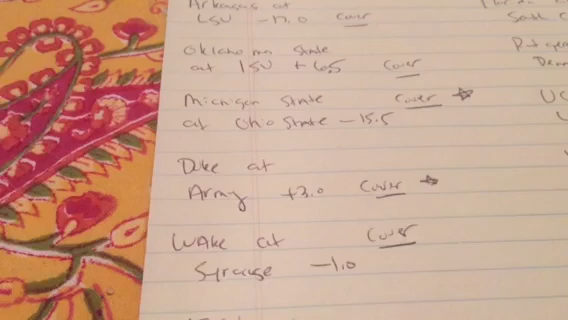 Arkansas at
LSU -17.0 Cover
Oklahoma State
at ISU +6.5 Cover
Michigan State Cover
at Ohio State -15.5
Duke at
Army +3.0 Cover
Wake at Cover
Syracuse -1.0